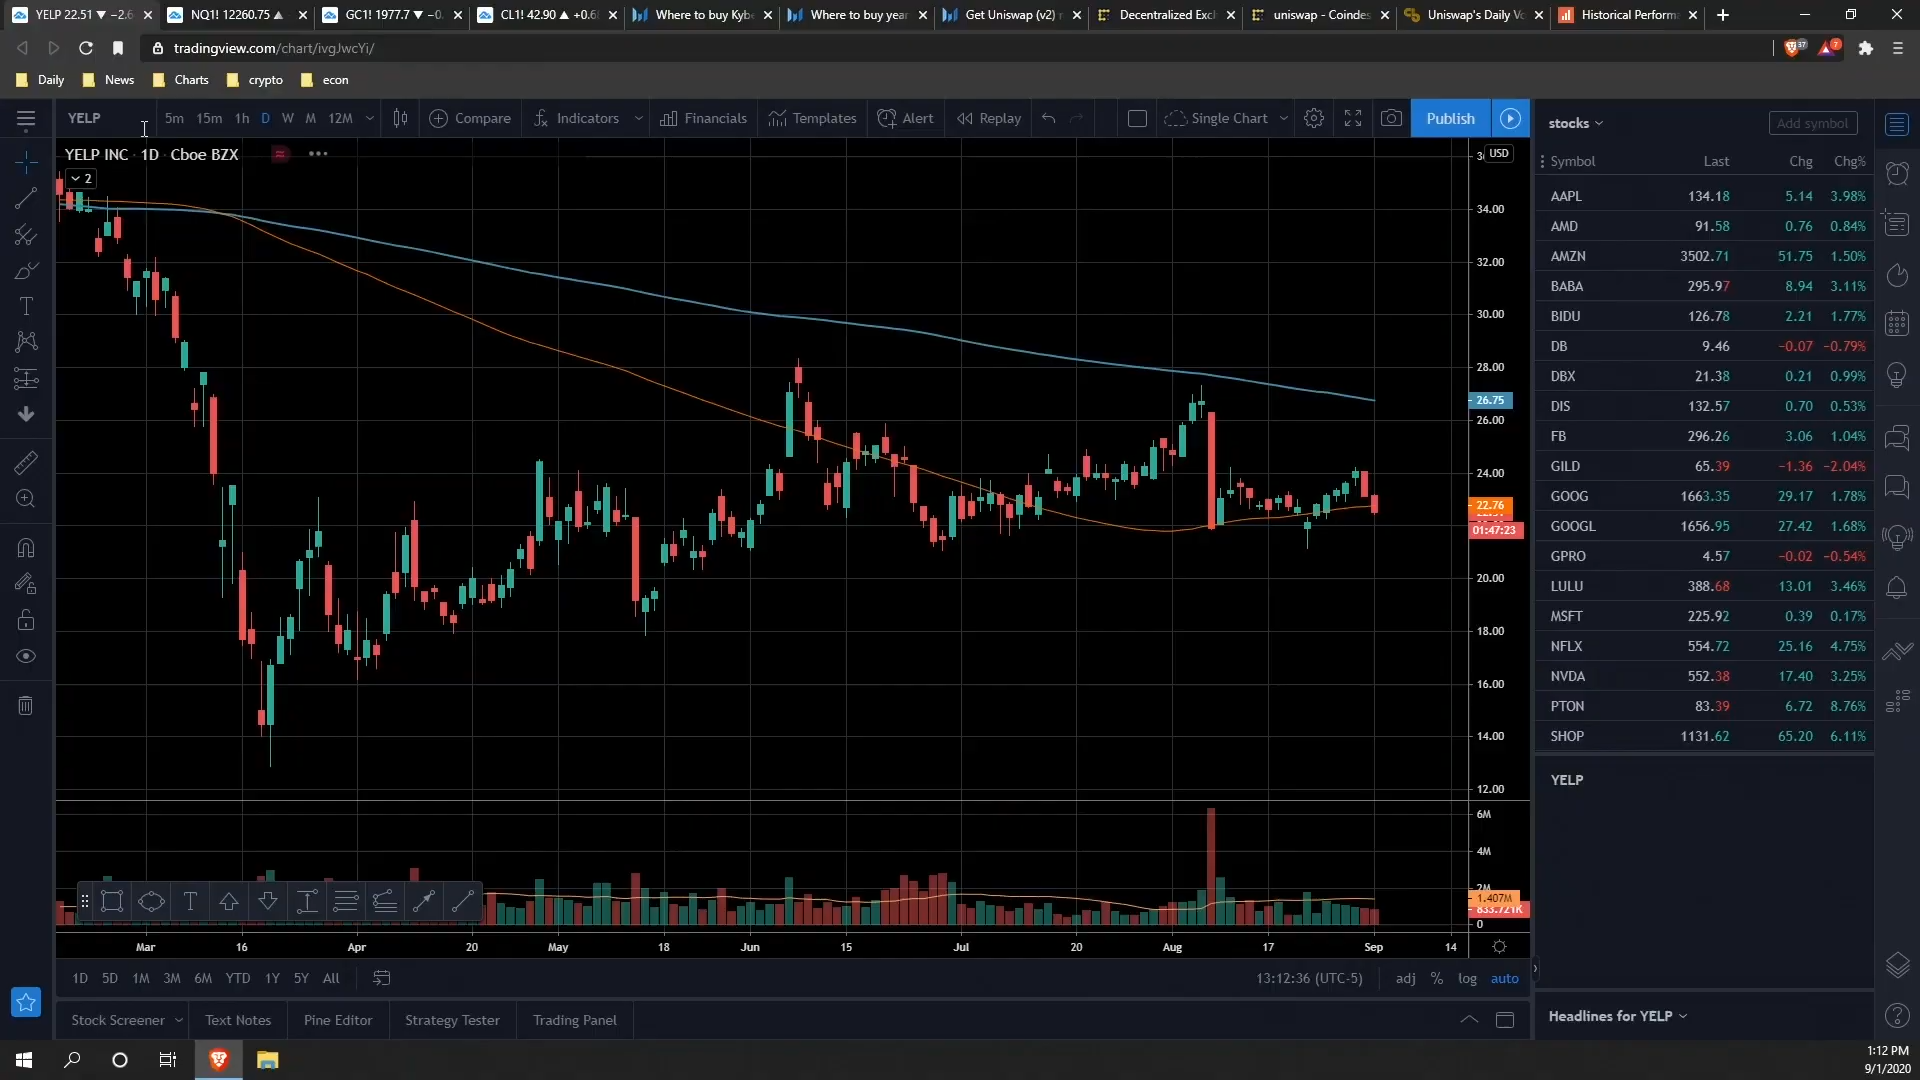 YELP 22.51 ▼ −2.6
NQ1! 12260.75 ▲
GC1! 1977.7 ▼ −0.
CL1! 42.90 ▲ +0.6
Where to buy Kybe
Where to buy year
Get Uniswap (v2)
Decentralized Exc
uniswap - Coindes
Uniswap's Daily Vo
Historical Perform
tradingview.com/chart/ivgJwcYi/
37
7
Daily
News
Charts
crypto
econ
YELP
5m 15m 1h D W M 12M
Compare
Indicators
Financials
Templates
Alert
Replay
Single Chart
Publish
YELP INC · 1D · Cboe BZX
2
USD
34.00
32.00
30.00
28.00
26.75
26.00
24.00
22.76
01:47:23
20.00
18.00
16.00
14.00
12.00
6M
4M
2M
1.407M
833.721K
0
Mar 16 Apr 20 May 18 Jun 15 Jul 20 Aug 17 Sep 14
1D 5D 1M 3M 6M YTD 1Y 5Y All
13:12:36 (UTC-5)
adj % log auto
Stock Screener
Text Notes
Pine Editor
Strategy Tester
Trading Panel
stocks
Add symbol
Symbol Last Chg Chg%
AAPL 134.18 5.14 3.98%
AMD 91.58 0.76 0.84%
AMZN 3502.71 51.75 1.50%
BABA 295.97 8.94 3.11%
BIDU 126.78 2.21 1.77%
DB 9.46 −0.07 −0.79%
DBX 21.38 0.21 0.99%
DIS 132.57 0.70 0.53%
FB 296.26 3.06 1.04%
GILD 65.39 −1.36 −2.04%
GOOG 1663.35 29.17 1.78%
GOOGL 1656.95 27.42 1.68%
GPRO 4.57 −0.02 −0.54%
LULU 388.68 13.01 3.46%
MSFT 225.92 0.39 0.17%
NFLX 554.72 25.16 4.75%
NVDA 552.38 17.40 3.25%
PTON 83.39 6.72 8.76%
SHOP 1131.62 65.20 6.11%
YELP
Headlines for YELP
1:12 PM
9/1/2020